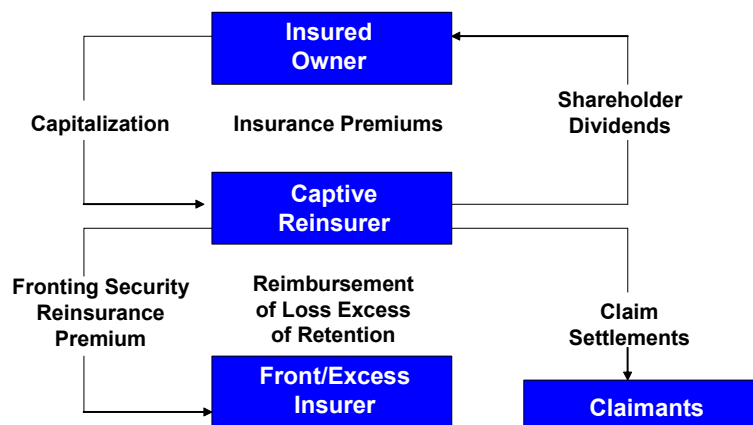 Insured
Owner
Capitalization
Insurance Premiums
Shareholder
Dividends
Captive
Reinsurer
Fronting Security
Reinsurance
Premium
Reimbursement
of Loss Excess
of Retention
Claim
Settlements
Front/Excess
Insurer
Claimants